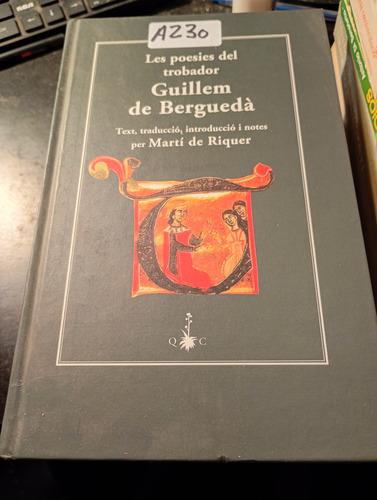 A230
Les poesies del
trobador
Guillem
de Berguedà
Text, traducció, introducció i notes
per Martí de Riquer
Q C